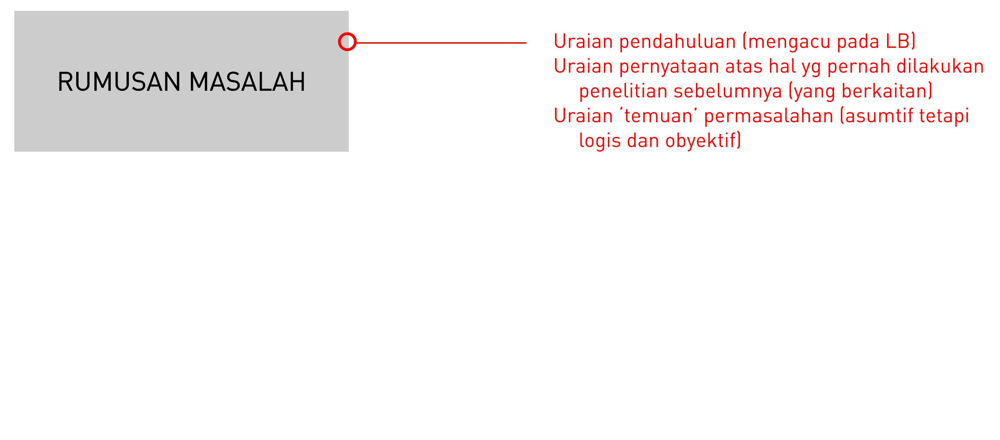 RUMUSAN MASALAH
Uraian pendahuluan (mengacu pada LB)
Uraian pernyataan atas hal yg pernah dilakukan
penelitian sebelumnya (yang berkaitan)
Uraian ‘temuan’ permasalahan (asumtif tetapi
logis dan obyektif)